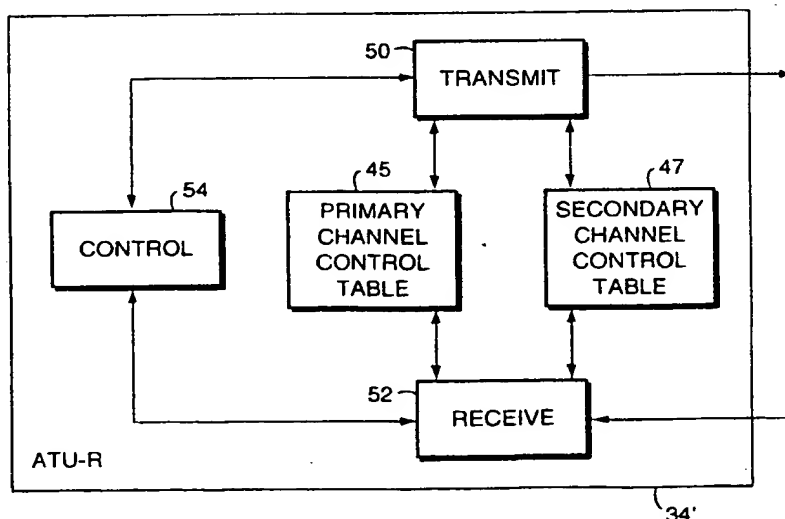 50
TRANSMIT
54
CONTROL
45
PRIMARY
CHANNEL
CONTROL
TABLE
47
SECONDARY
CHANNEL
CONTROL
TABLE
52
RECEIVE
ATU-R
34'